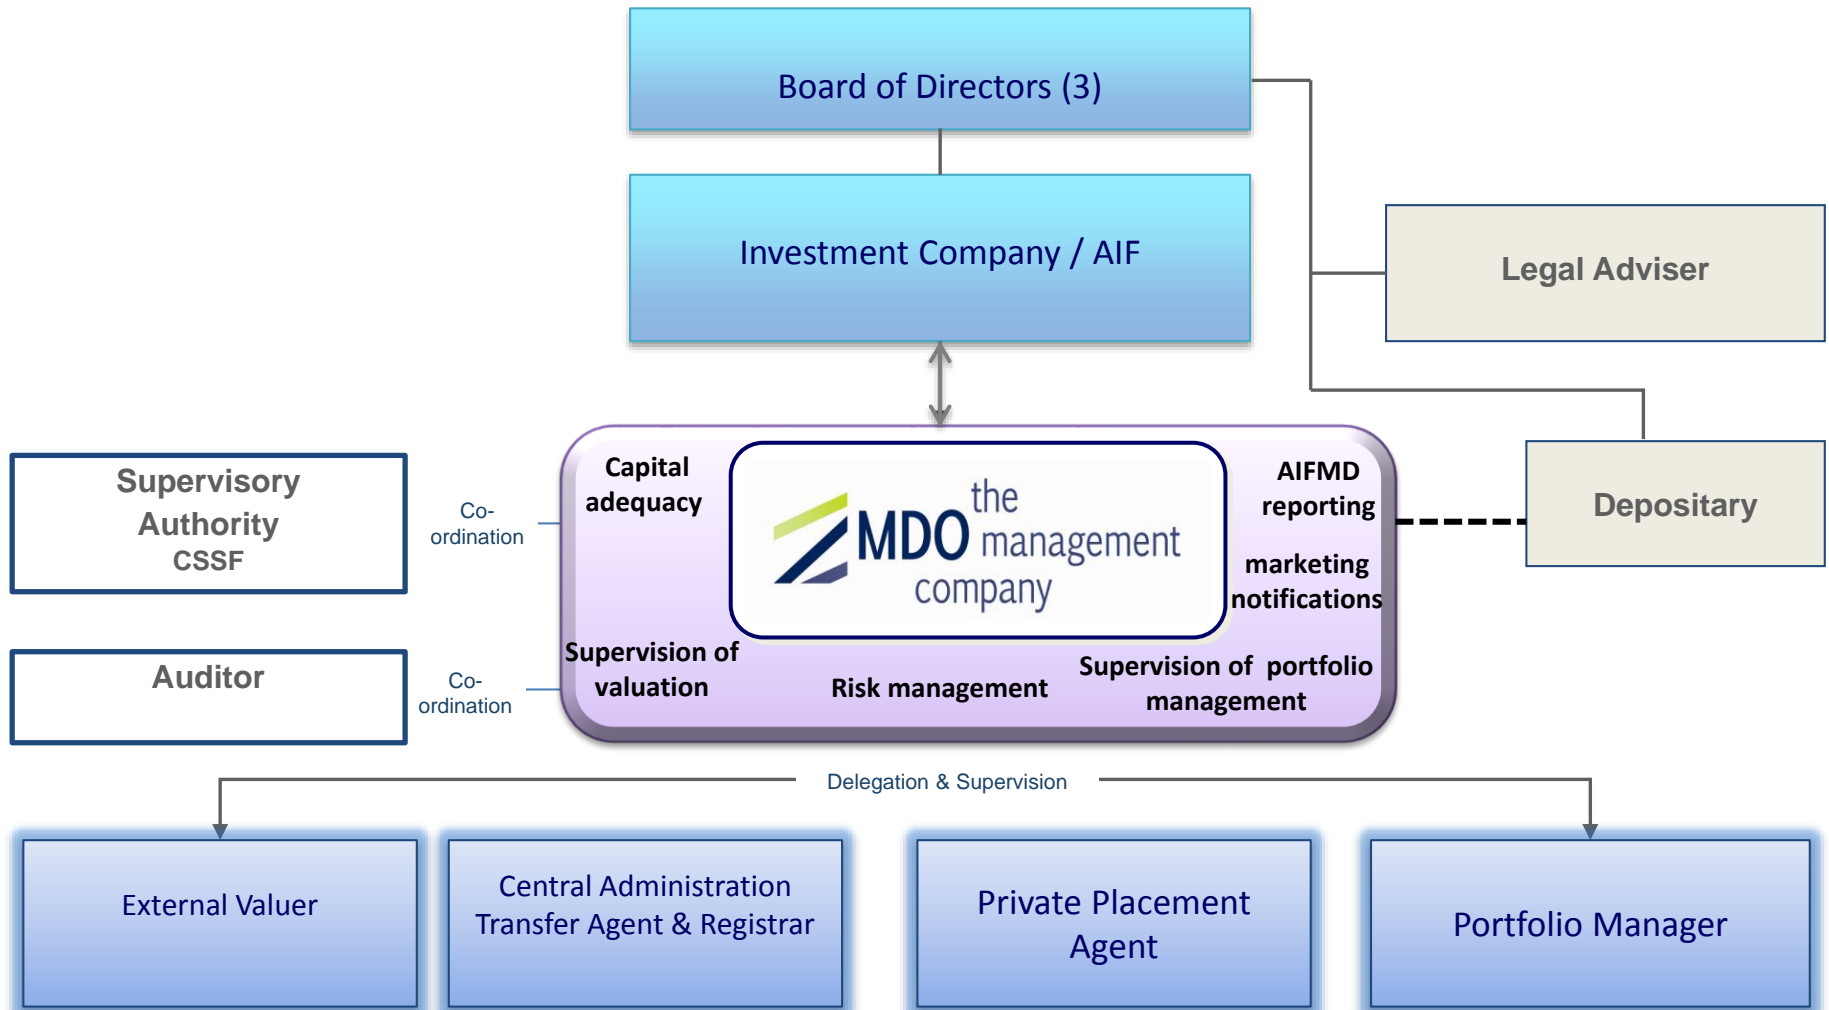 Board of Directors (3)
Investment Company / AIF
Legal Adviser
Supervisory
Authority
CSSF
Co-
ordination
Capital
adequacy
the
MDO management
company
AIFMD
reporting
marketing
notifications
Depositary
Auditor
Co-
ordination
Supervision of
valuation
Risk management
Supervision of  portfolio
management
Delegation & Supervision
External Valuer
Central Administration
Transfer Agent & Registrar
Private Placement
Agent
Portfolio Manager